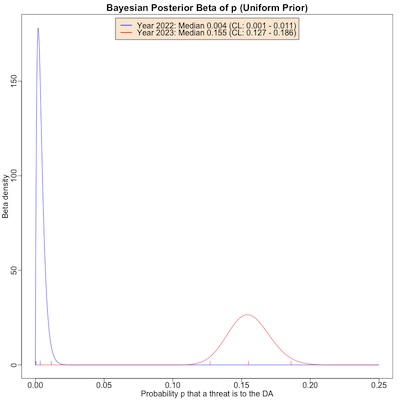 Bayesian Posterior Beta of p (Uniform Prior)
Year 2022: Median 0.004 (CL: 0.001 - 0.011)
Year 2023: Median 0.155 (CL: 0.127 - 0.186)
Beta density
150
100
50
0
0.00 0.05 0.10 0.15 0.20 0.25
Probability p that a threat is to the DA